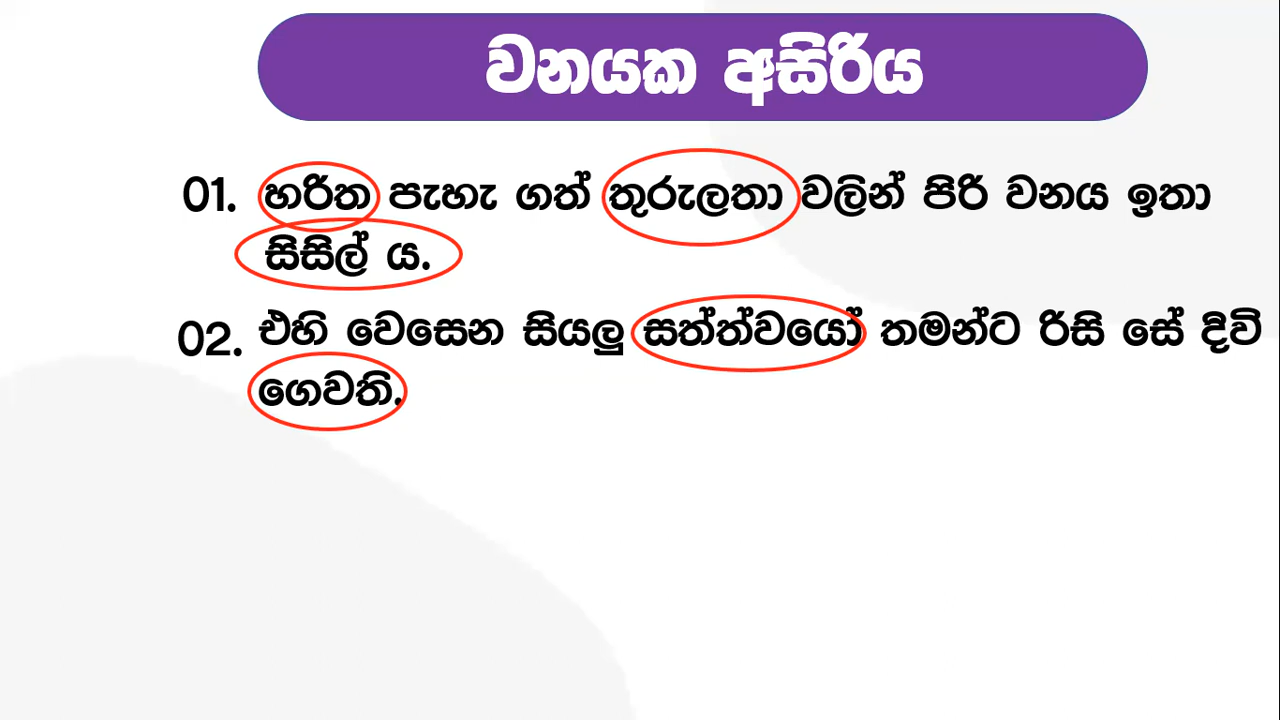 වනයක අසිරිය
01. හරිත පැහැ ගත් තුරුලතා වලින් පිරි වනය ඉතා
සිසිල් ය.
02. එහි වෙසෙන සියලු සත්ත්වයෝ තමන්ට රිසි සේ දිවි
ගෙවති.